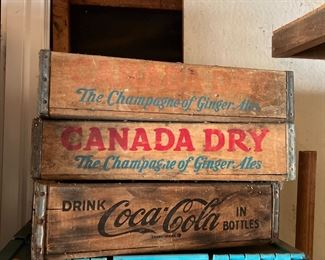 The Champagne of Ginger Ales
CANADA DRY
The Champagne of Ginger Ales
DRINK Coca-Cola IN
BOTTLES